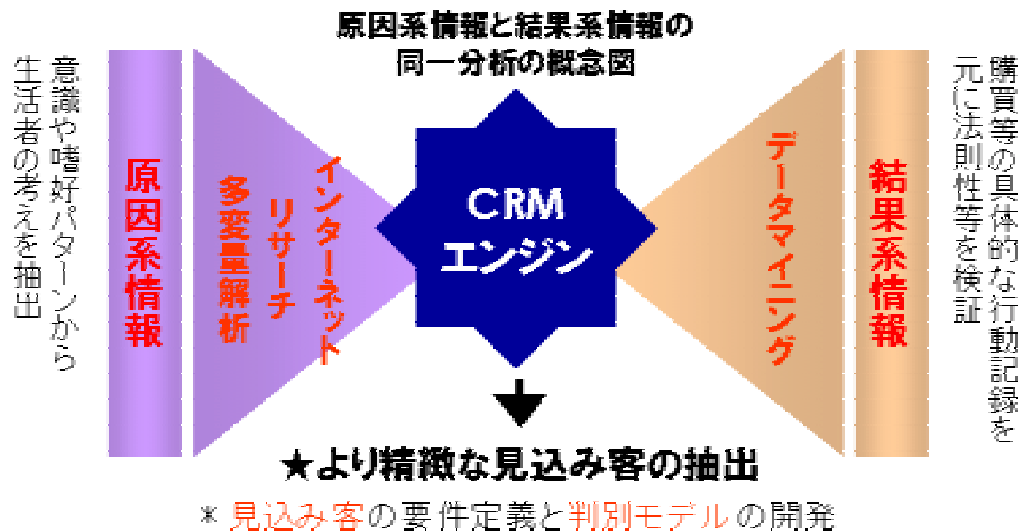 原因系情報と結果系情報の
同一分析の概念図
意識や嗜好パターンから
生活者の考えを抽出
原因系情報
インターネット
リサーチ
多変量解析
CRM
エンジン
データマイニング
結果系情報
購買等の具体的な行動記録を
元に法則性等を検証
★より精緻な見込み客の抽出
* 見込み客の要件定義と判別モデルの開発